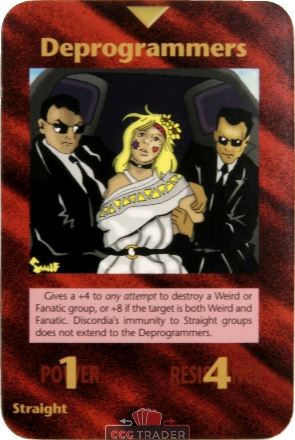 Deprogrammers
Gives a +4 to any attempt to destroy a Weird or
Fanatic group, or +8 if the target is both Weird and
Fanatic. Discordia's immunity to Straight groups
does not extend to the Deprogrammers.
1 4
Straight
CCG TRADER